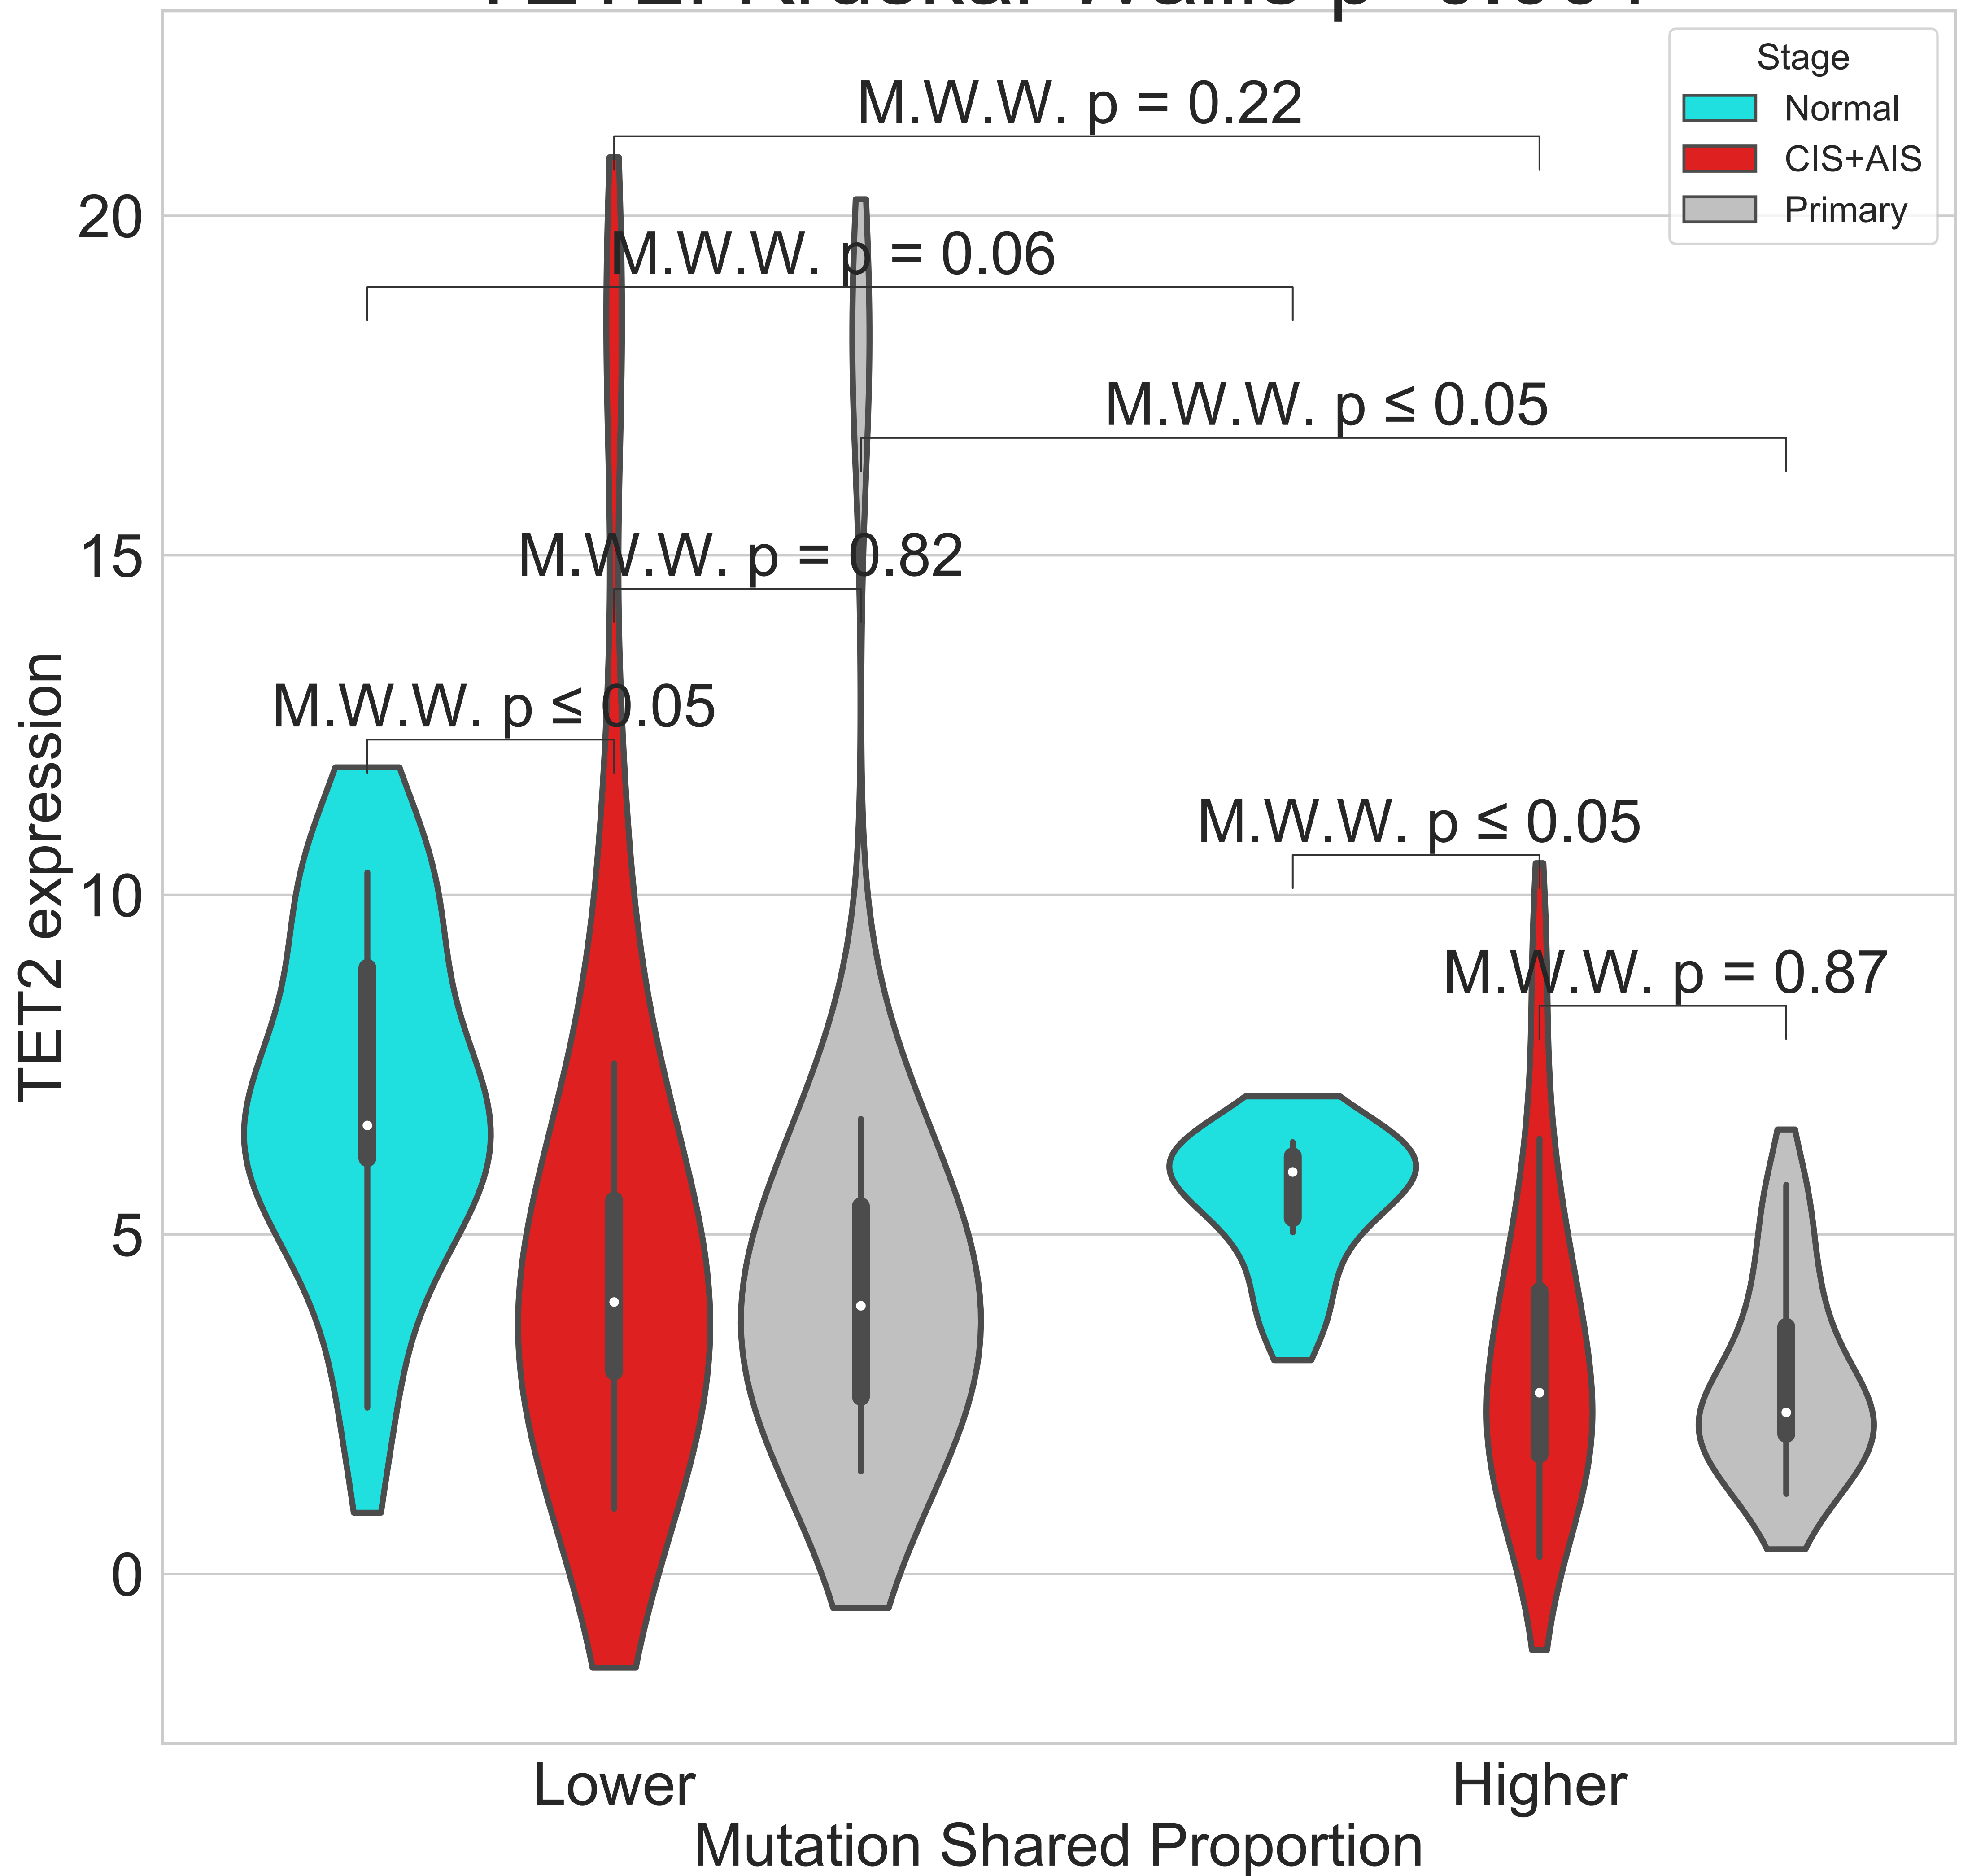 Stage
Normal
CIS+AIS
Primary
M.W.W. p = 0.22
M.W.W. p = 0.06
M.W.W. p ≤ 0.05
M.W.W. p = 0.82
M.W.W. p ≤ 0.05
M.W.W. p ≤ 0.05
M.W.W. p = 0.87
TET2 expression
20
15
10
5
0
Lower
Higher
Mutation Shared Proportion